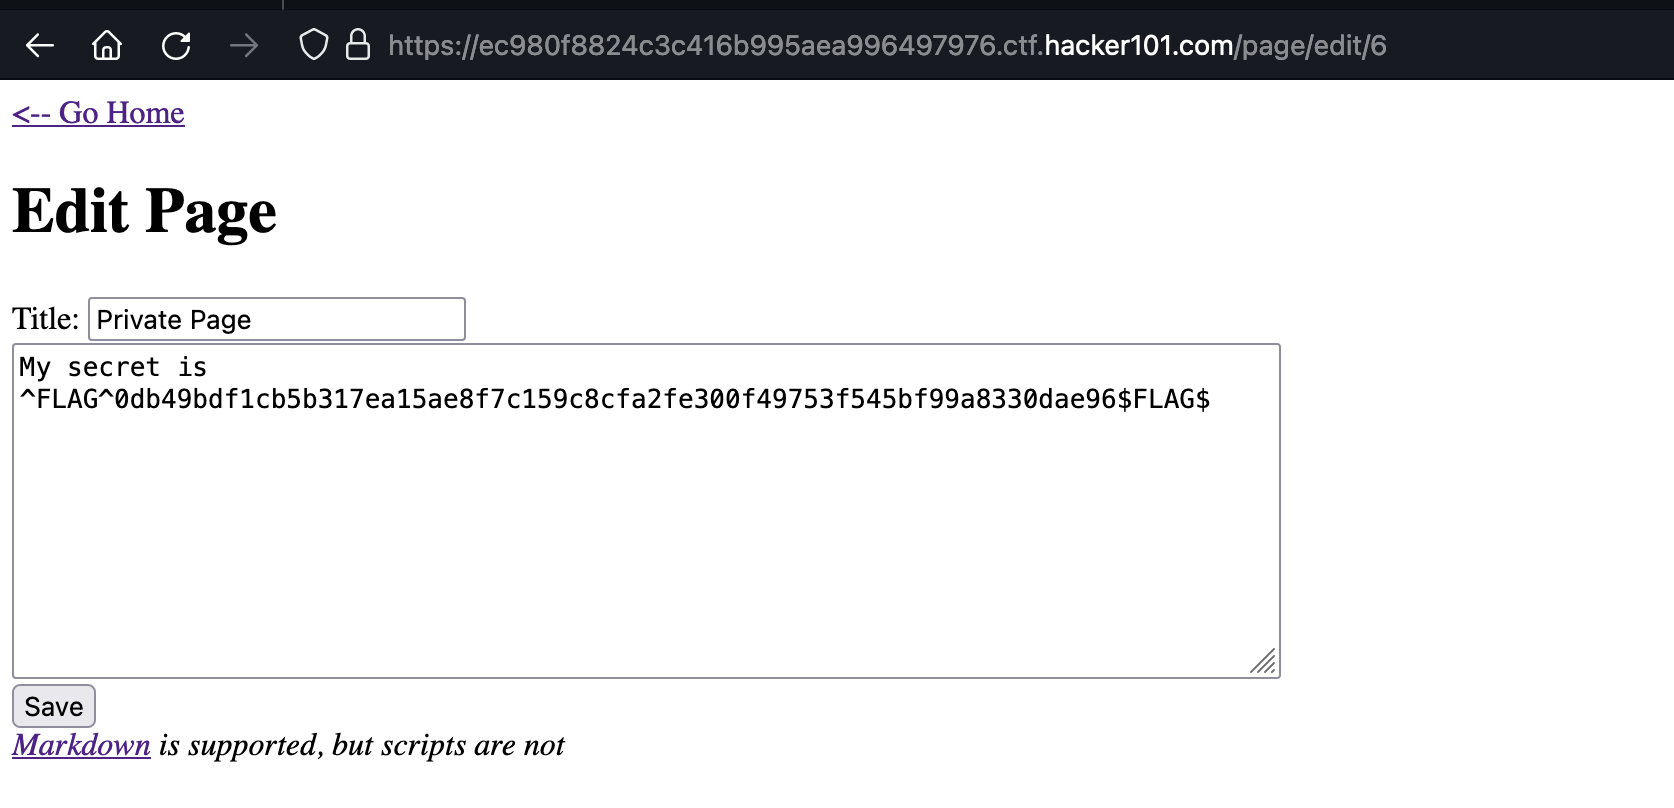 https://ec980f8824c3c416b995aea996497976.ctf.hacker101.com/page/edit/6
<-- Go Home
Edit Page
Title: Private Page
My secret is
^FLAG^0db49bdf1cb5b317ea15ae8f7c159c8cfa2fe300f49753f545bf99a8330dae96$FLAG$
Save
Markdown is supported, but scripts are not